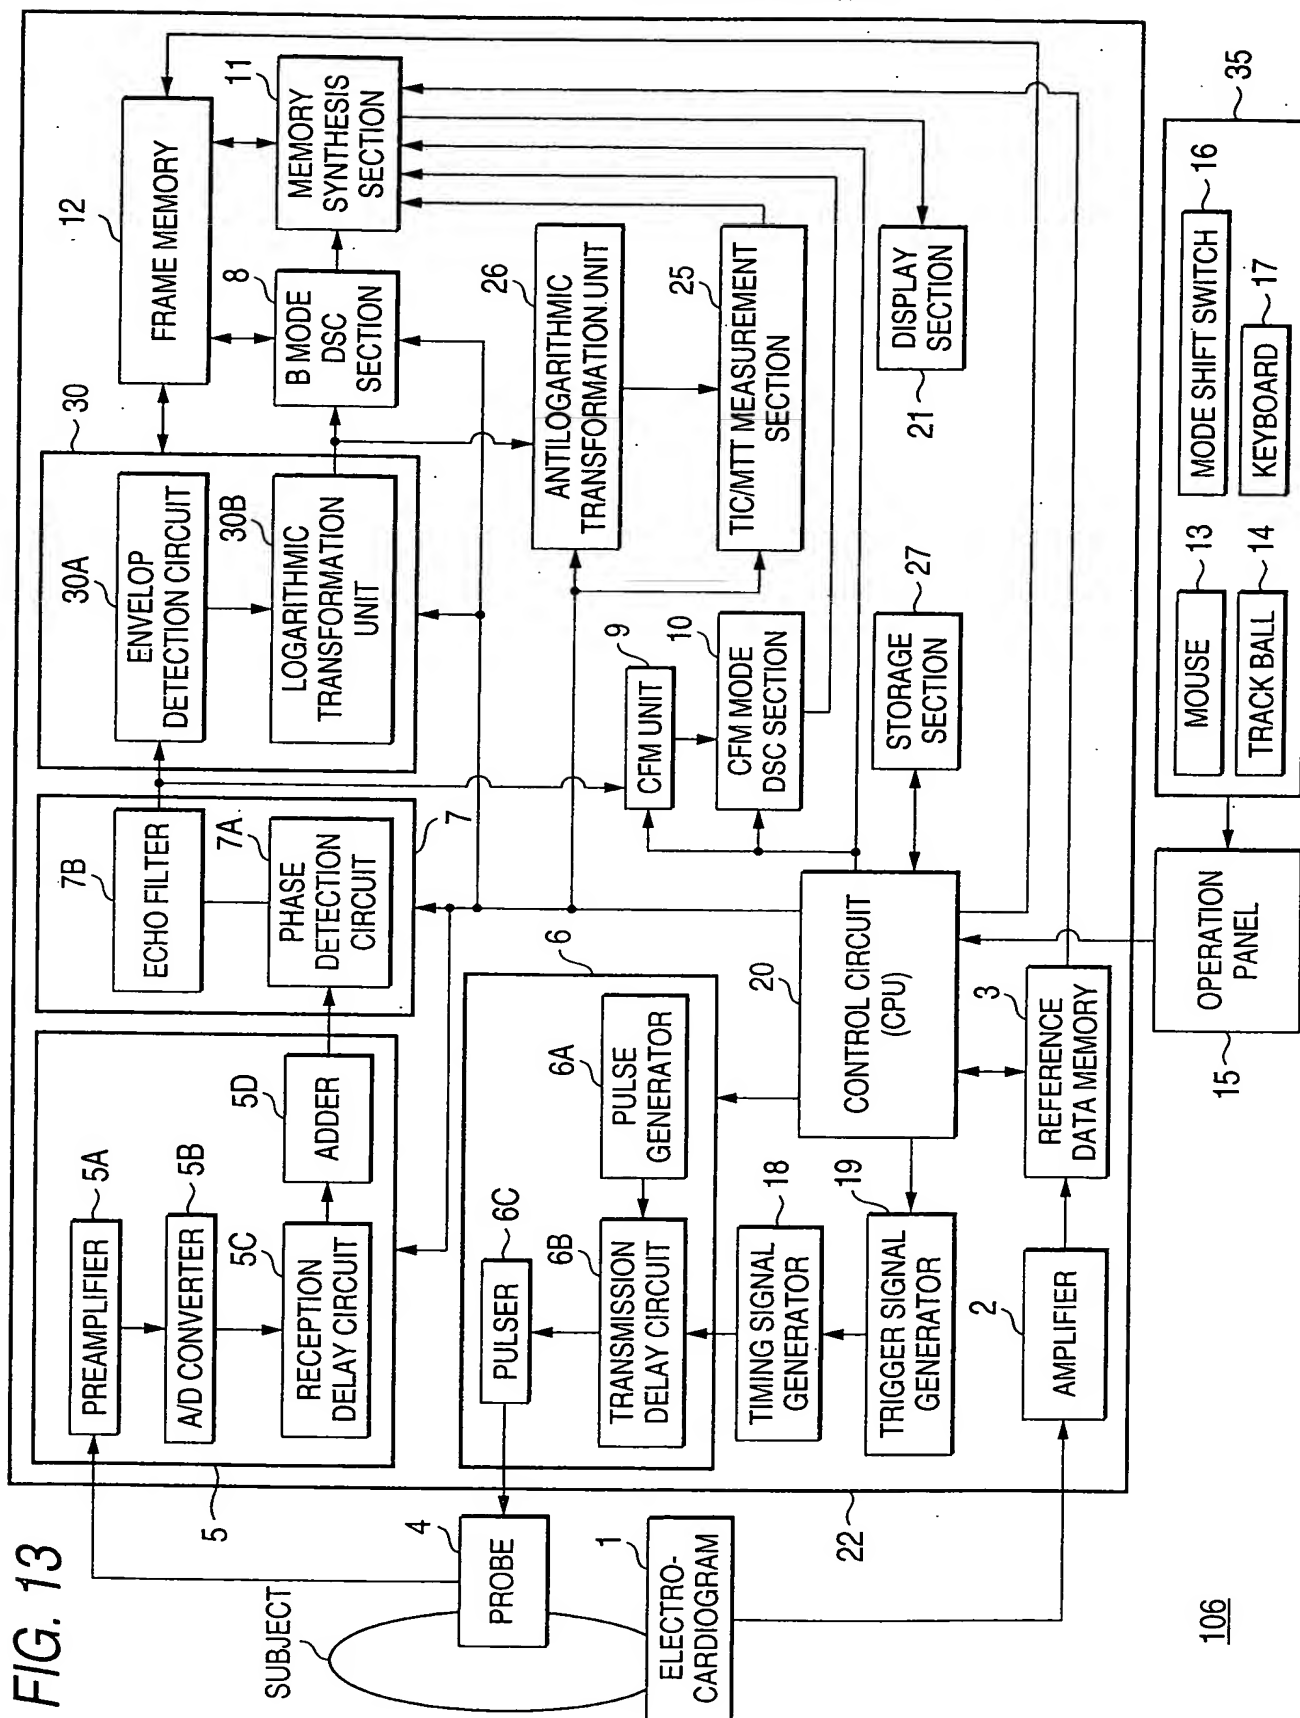 FIG. 13
SUBJECT
4
PROBE
1
ELECTRO-
CARDIOGRAM
106
22
5
5A
PREAMPLIFIER
5B
A/D CONVERTER
5C
RECEPTION
DELAY CIRCUIT
5D
ADDER
7
7A
PHASE
DETECTION
CIRCUIT
7B
ECHO FILTER
30
30A
ENVELOP
DETECTION CIRCUIT
30B
LOGARITHMIC
TRANSFORMATION
UNIT
12
FRAME MEMORY
8
B MODE
DSC
SECTION
11
MEMORY
SYNTHESIS
SECTION
6
6A
PULSE
GENERATOR
6B
TRANSMISSION
DELAY CIRCUIT
6C
PULSER
9
CFM UNIT
10
CFM MODE
DSC SECTION
26
ANTILOGARITHMIC
TRANSFORMATION UNIT
25
TIC/MTT MEASUREMENT
SECTION
18
TIMING SIGNAL
GENERATOR
19
TRIGGER SIGNAL
GENERATOR
20
CONTROL CIRCUIT
(CPU)
27
STORAGE
SECTION
21
DISPLAY
SECTION
2
AMPLIFIER
3
REFERENCE
DATA MEMORY
15
OPERATION
PANEL
35
13
MOUSE
14
TRACK BALL
16
MODE SHIFT SWITCH
17
KEYBOARD